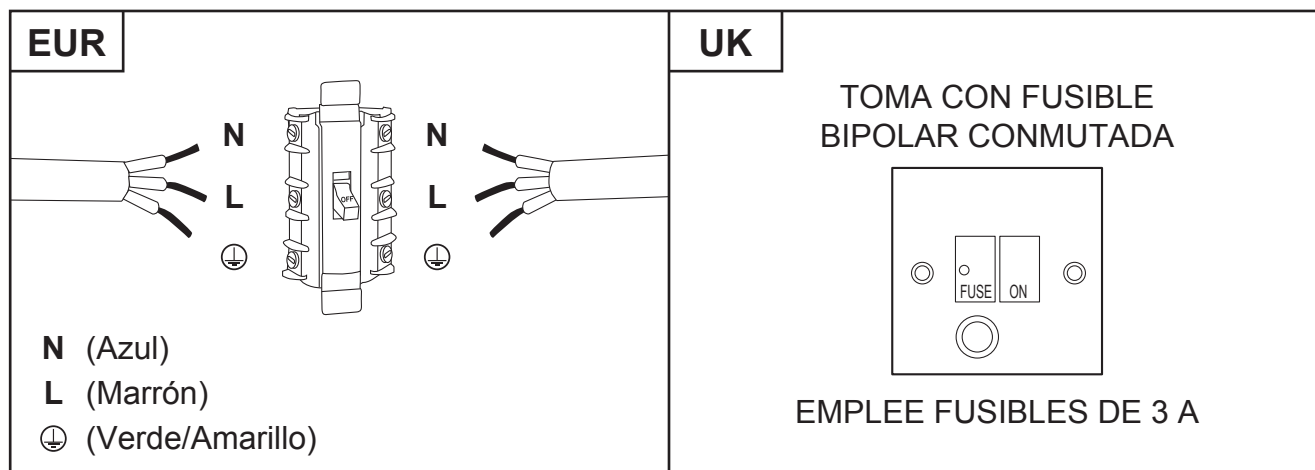 EUR
N
N
L
OFF
L
N (Azul)
L (Marrón)
(Verde/Amarillo)
UK
TOMA CON FUSIBLE
BIPOLAR CONMUTADA
FUSE ON
EMPLEE FUSIBLES DE 3 A